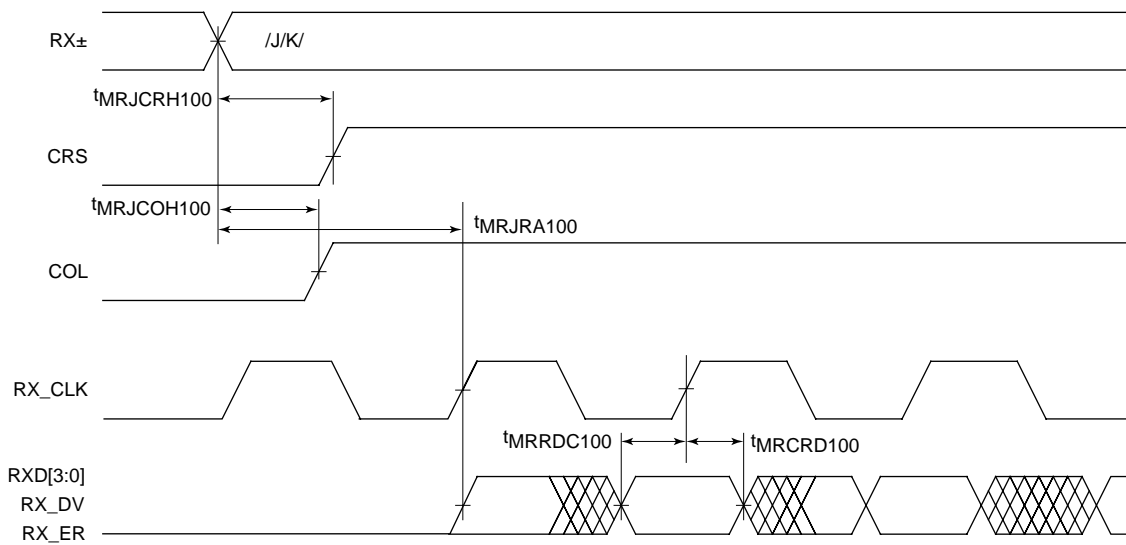 RX±
/J/K/
tMRJCRH100
CRS
tMRJCOH100
tMRJRA100
COL
RX_CLK
tMRRDC100
tMRCRD100
RXD[3:0]
RX_DV
RX_ER